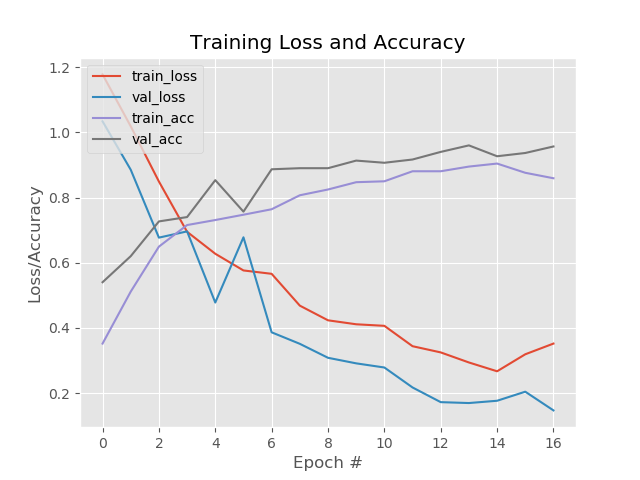 Training Loss and Accuracy
train_loss
val_loss
train_acc
val_acc
1.2
1.0
0.8
0.6
0.4
0.2
Loss/Accuracy
0 2 4 6 8 10 12 14 16
Epoch #